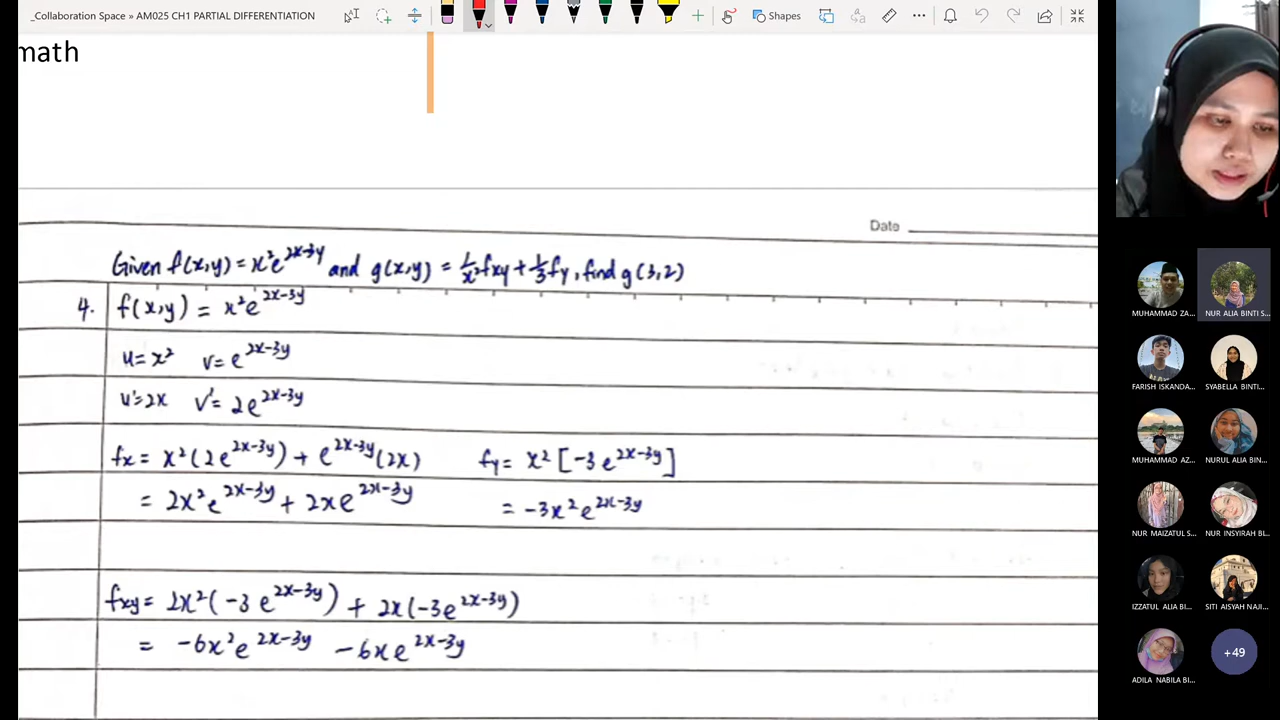 _Collaboration Space » AM025 CH1 PARTIAL DIFFERENTIATION
Shapes
math
Date
Given f(x,y) = x²e^(2x-3y) and g(x,y) = 1/x² fxy + 1/3 fy, find g(3,2)
4. f(x,y) = x²e^(2x-3y)
u = x² v = e^(2x-3y)
u' = 2x v' = 2e^(2x-3y)
fx = x²(2e^(2x-3y)) + e^(2x-3y)(2x) fy = x²[-3e^(2x-3y)]
= 2x²e^(2x-3y) + 2xe^(2x-3y) = -3x²e^(2x-3y)
fxy = 2x²(-3e^(2x-3y)) + 2x(-3e^(2x-3y))
= -6x²e^(2x-3y) -6xe^(2x-3y)
MUHAMMAD ZA... NUR ALIA BINTI S...
FARISH ISKANDA... SYABELLA BINTI...
MUHAMMAD AZ... NURUL ALIA BIN...
NUR MAIZATUL S... NUR INSYIRAH BI...
IZZATUL ALIA BI... SITI AISYAH NAJI...
ADILA NABILA BI... +49